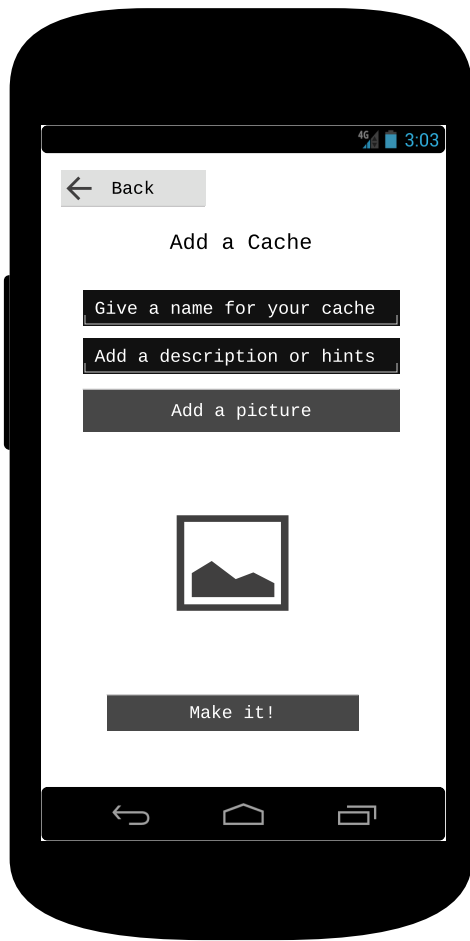 4G 3:03
Back
Add a Cache
Give a name for your cache
Add a description or hints
Add a picture
Make it!